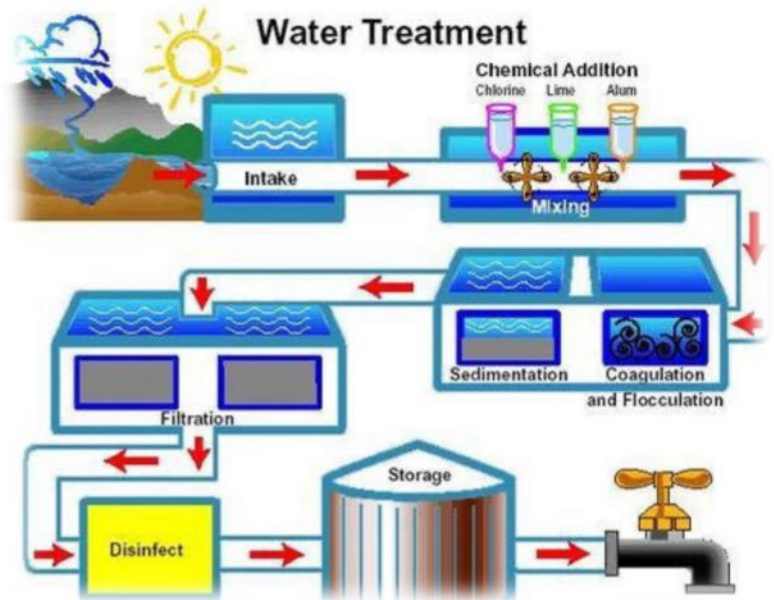 Water Treatment
Chemical Addition
Chlorine Lime Alum
Intake
Mixing
Sedimentation
Coagulation
and Flocculation
Filtration
Storage
Disinfect